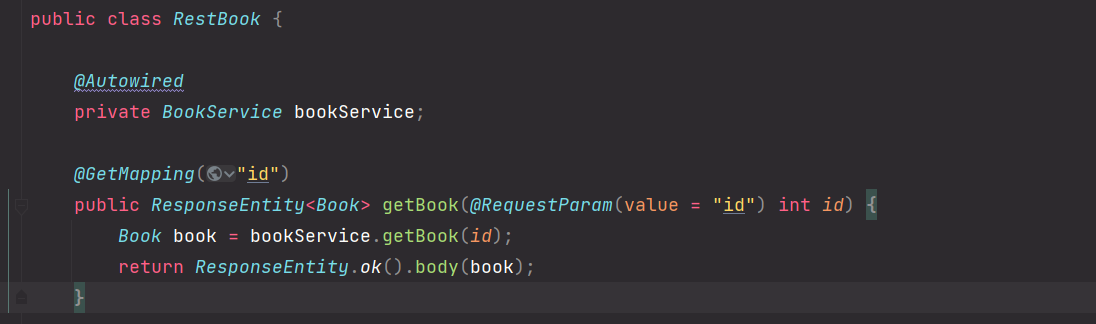 public class RestBook {
@Autowired
private BookService bookService;
@GetMapping("id")
public ResponseEntity<Book> getBook(@RequestParam(value = "id") int id) {
Book book = bookService.getBook(id);
return ResponseEntity.ok().body(book);
}